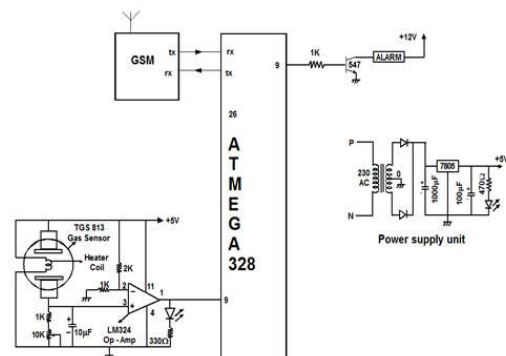 GSM
tx
rx
rx
tx
26
9
1K
547
ALARM
+12V
ATMEGA
328
9
P
230
AC
N
0
7805
+5V
1000µF
100µF
470Ω
Power supply unit
+5V
TGS 813
Gas Sensor
Heater
Coil
2K
1K
2
3
11
4
1
1K
10K
10µF
LM324
Op - Amp
330Ω